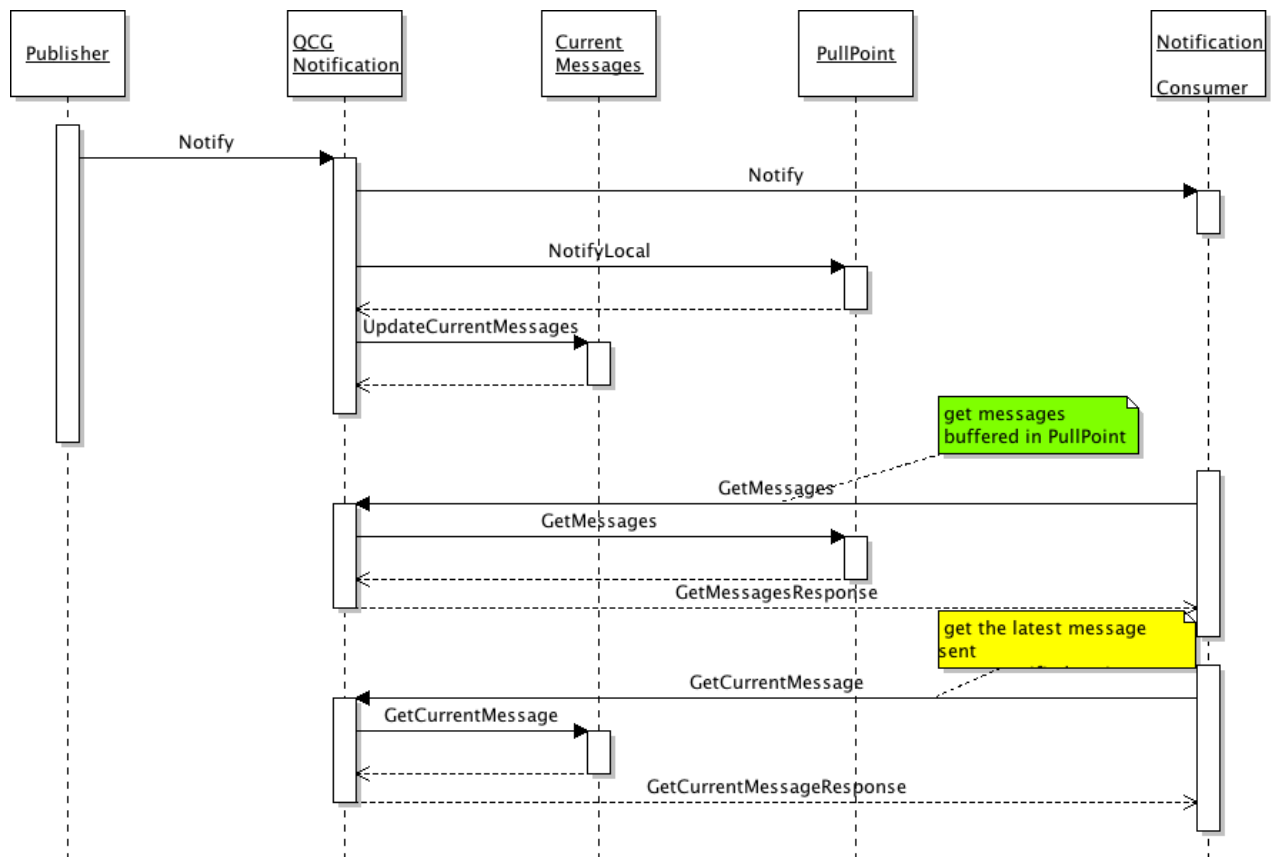 Publisher
QCG
Notification
Current
Messages
PullPoint
Notification
Consumer
Notify
Notify
NotifyLocal
UpdateCurrentMessages
get messages
buffered in PullPoint
GetMessages
GetMessages
GetMessagesResponse
get the latest message
sent
GetCurrentMessage
GetCurrentMessage
GetCurrentMessageResponse